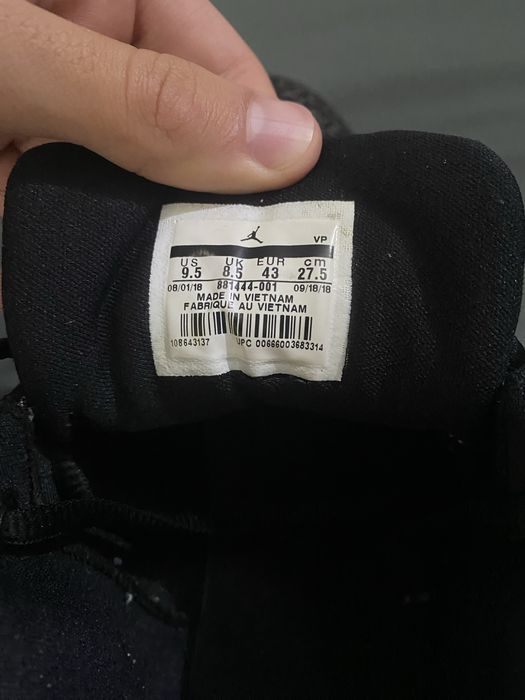 VP
US UK EUR cm
9.5 8.5 43 27.5
08/01/18 881444-001 09/18/18
MADE IN VIETNAM
FABRIQUE AU VIETNAM
108643137 UPC 00666003683314